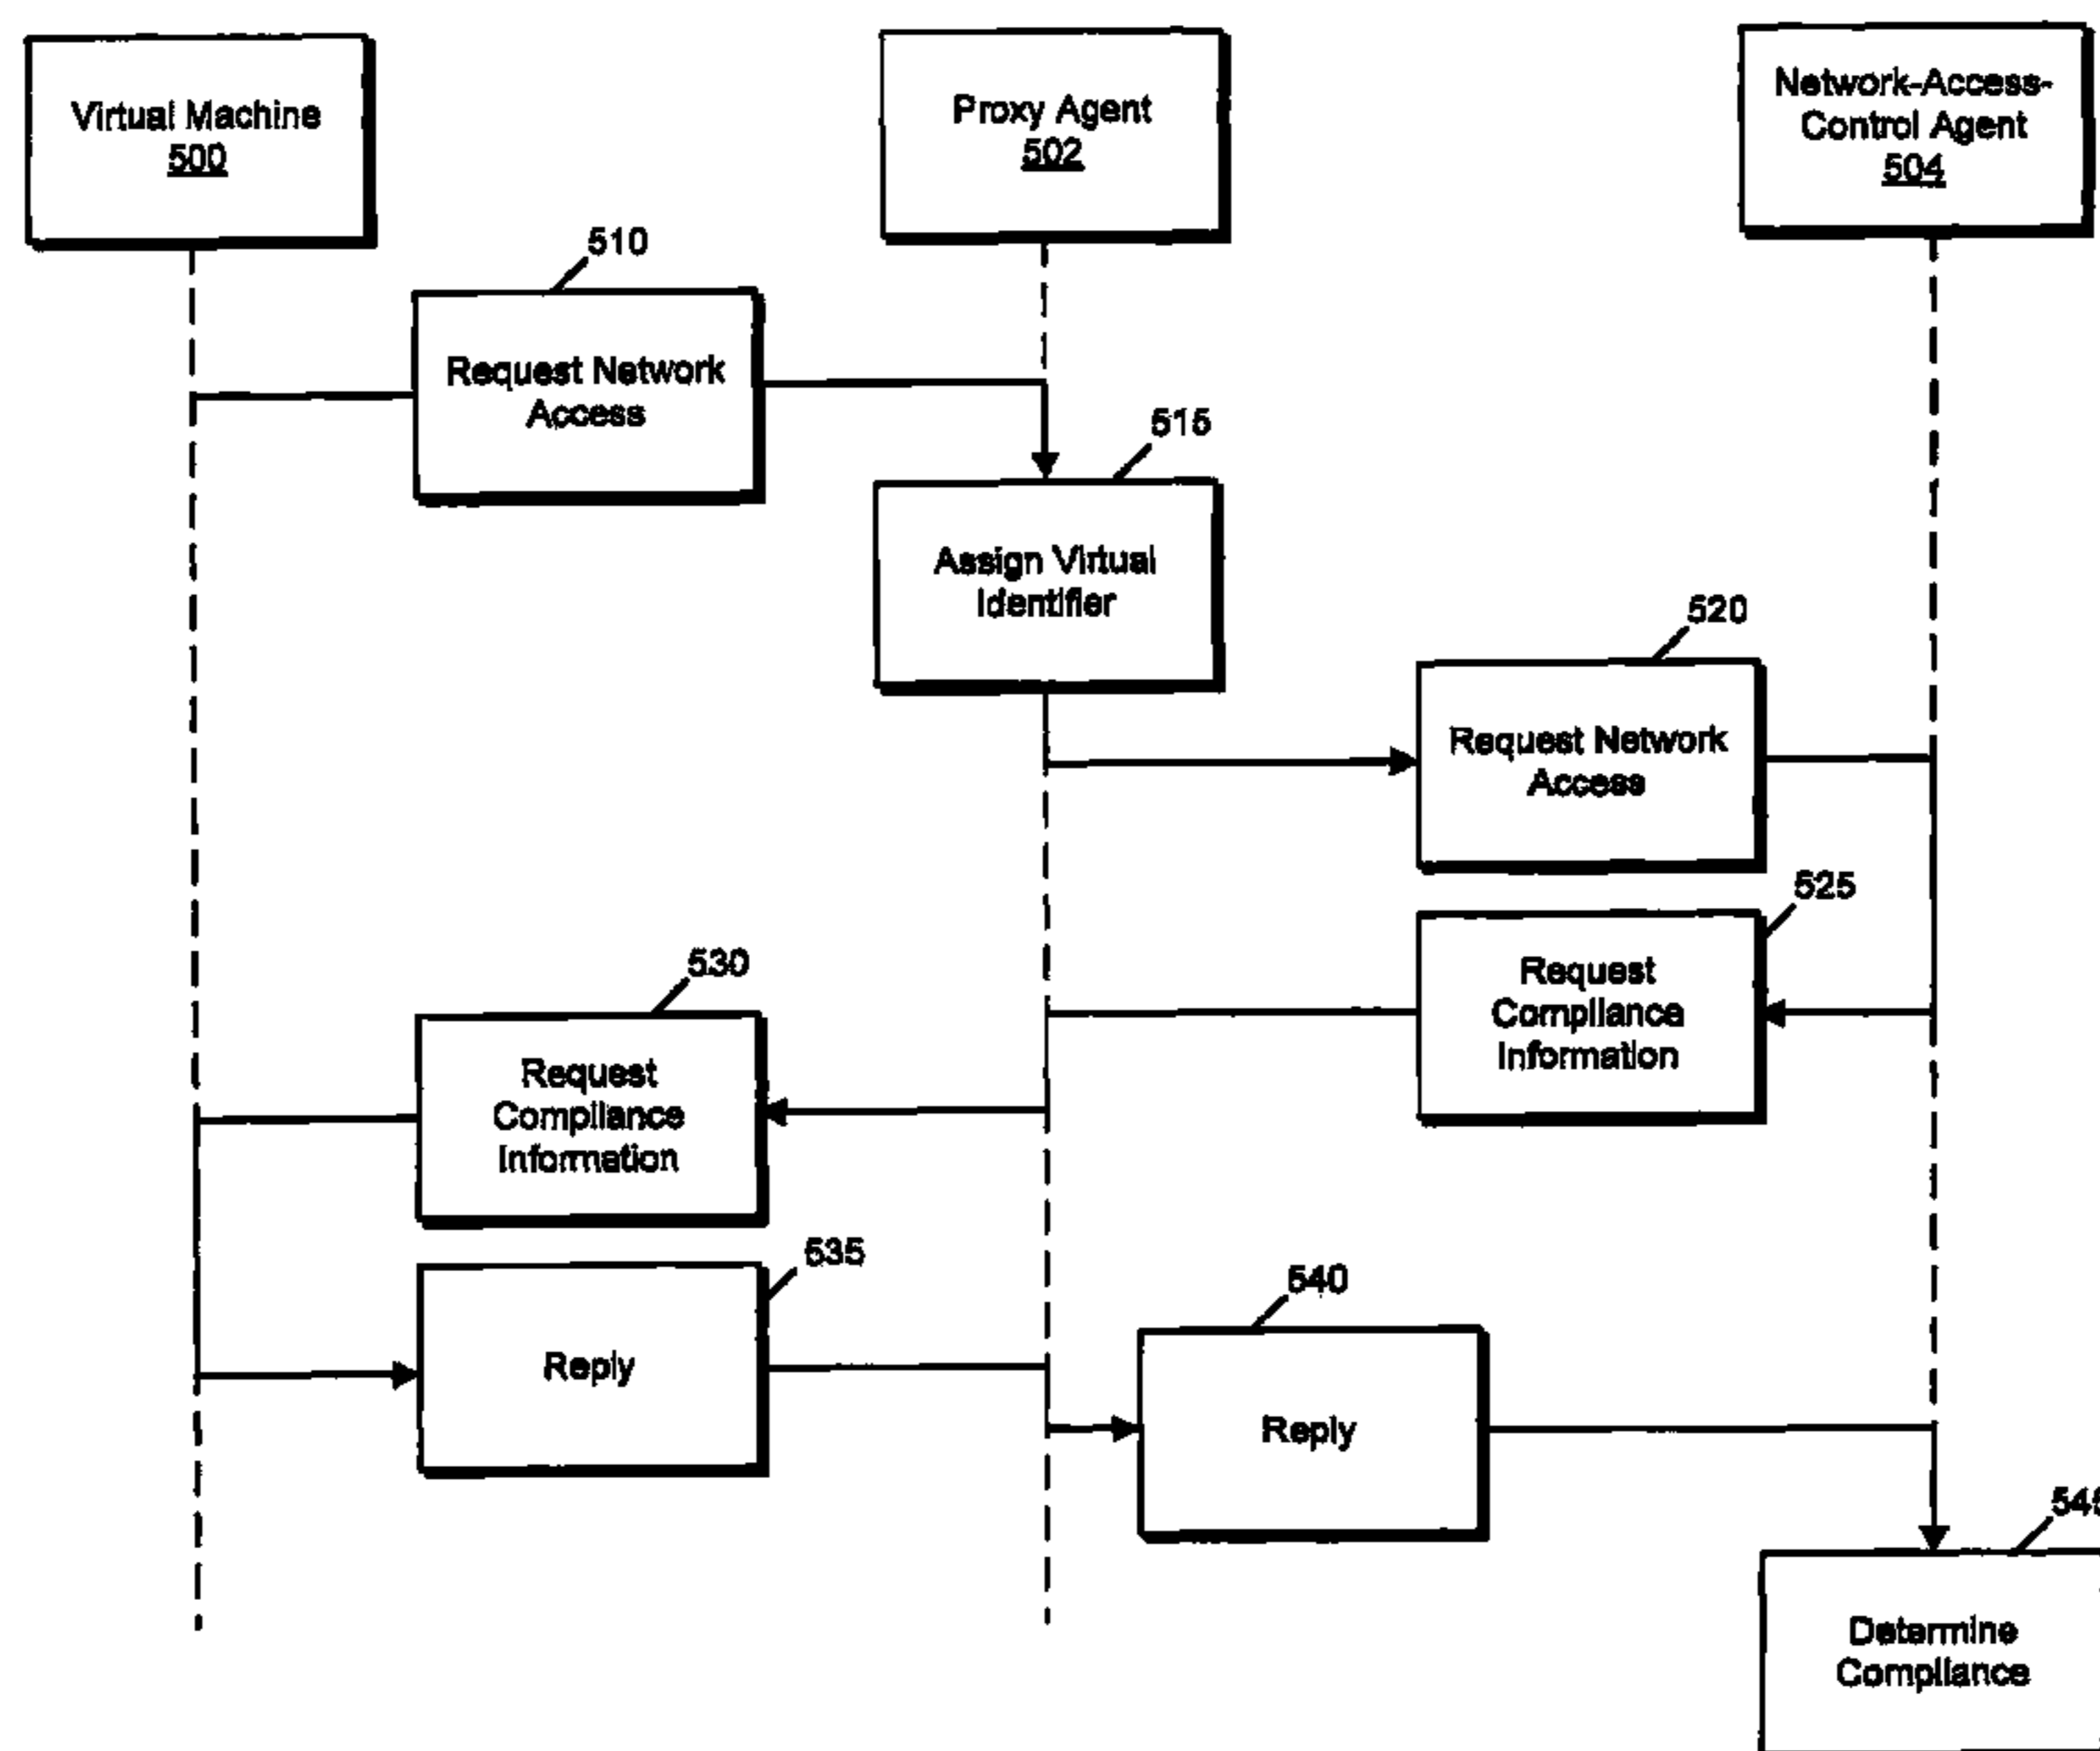 Virtual Machine
500
Proxy Agent
502
Network-Access-
Control Agent
504
510
Request Network
Access
515
Assign Virtual
Identifier
520
Request Network
Access
525
Request
Compliance
Information
530
Request
Compliance
Information
535
Reply
540
Reply
Determine
Compliance